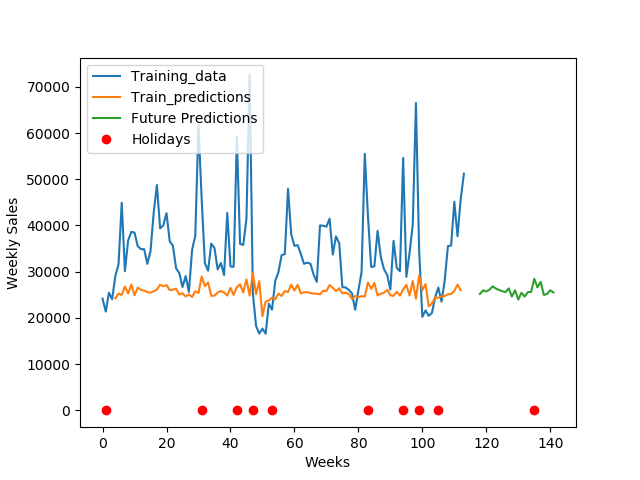 Training_data
Train_predictions
Future Predictions
Holidays
Weekly Sales
70000
60000
50000
40000
30000
20000
10000
0
0 20 40 60 80 100 120 140
Weeks